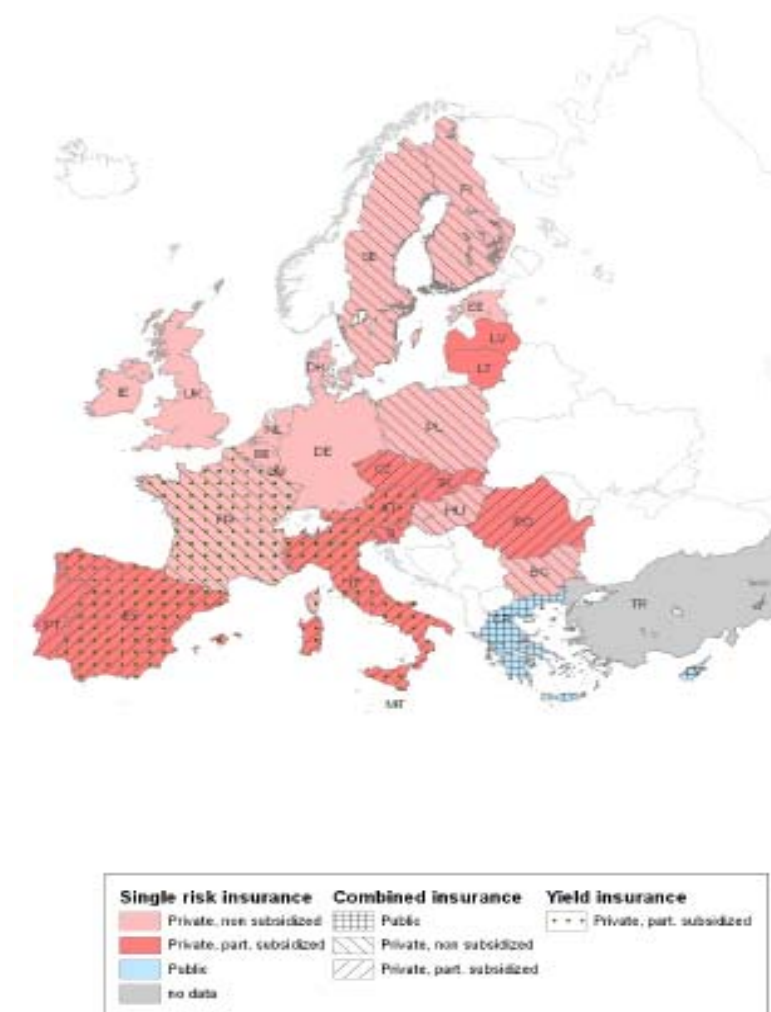 FI
SE
EE
LV
LT
DK
IE
UK
NL
PL
BE
DE
LU
CZ
SK
AT
FR
HU
RO
IT
BG
PT
ES
TR
GR
CY
MT
Single risk insurance Combined insurance Yield insurance
Private, non subsidized Public Private, part. subsidized
Private, part. subsidized Private, non subsidized
Public Private, part. subsidized
no data